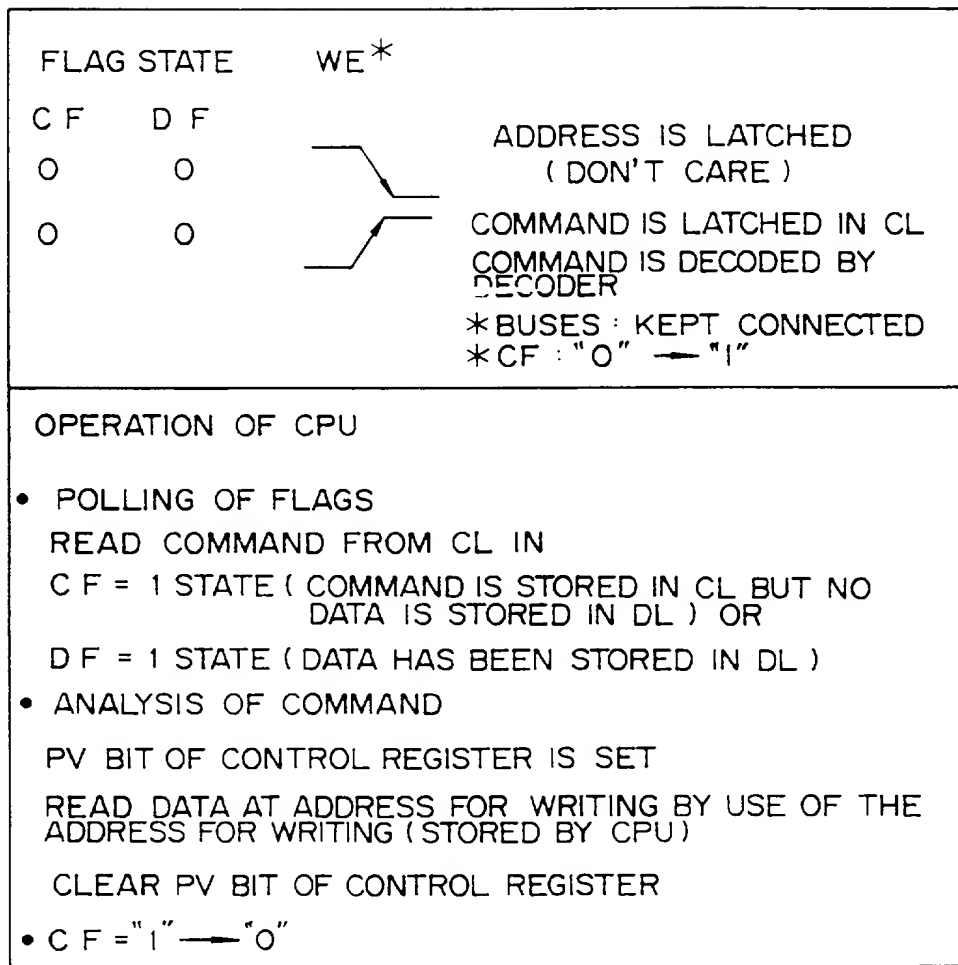 FLAG STATE WE*
C F D F
0 0 ADDRESS IS LATCHED
( DON'T CARE )
0 0 COMMAND IS LATCHED IN CL
COMMAND IS DECODED BY
DECODER
* BUSES : KEPT CONNECTED
* CF : "0" → "1"
OPERATION OF CPU
• POLLING OF FLAGS
READ COMMAND FROM CL IN
C F = 1 STATE ( COMMAND IS STORED IN CL BUT NO
DATA IS STORED IN DL ) OR
D F = 1 STATE ( DATA HAS BEEN STORED IN DL )
• ANALYSIS OF COMMAND
PV BIT OF CONTROL REGISTER IS SET
READ DATA AT ADDRESS FOR WRITING BY USE OF THE
ADDRESS FOR WRITING ( STORED BY CPU )
CLEAR PV BIT OF CONTROL REGISTER
• C F = "1" → "0"